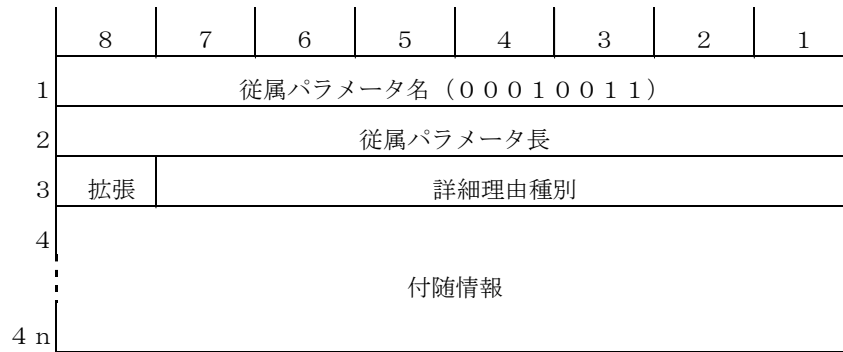 8 7 6 5 4 3 2 1
1 従属パラメータ名(00010011)
2 従属パラメータ長
3 拡張 詳細理由種別
4
付随情報
4n